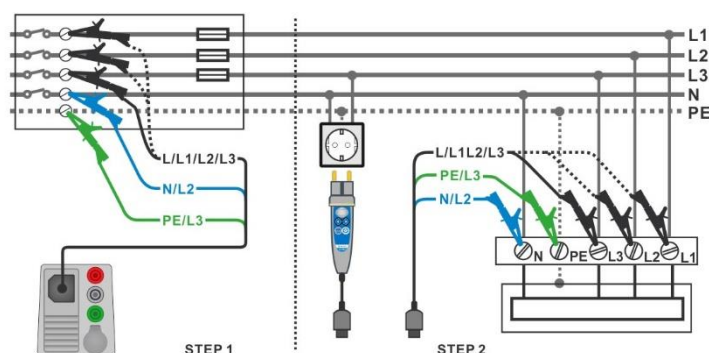 L1
L2
L3
N
PE
L/L1/L2/L3
N/L2
PE/L3
STEP 1
L/L1L2/L3
PE/L3
N/L2
N PE L3 L2 L1
STEP 2